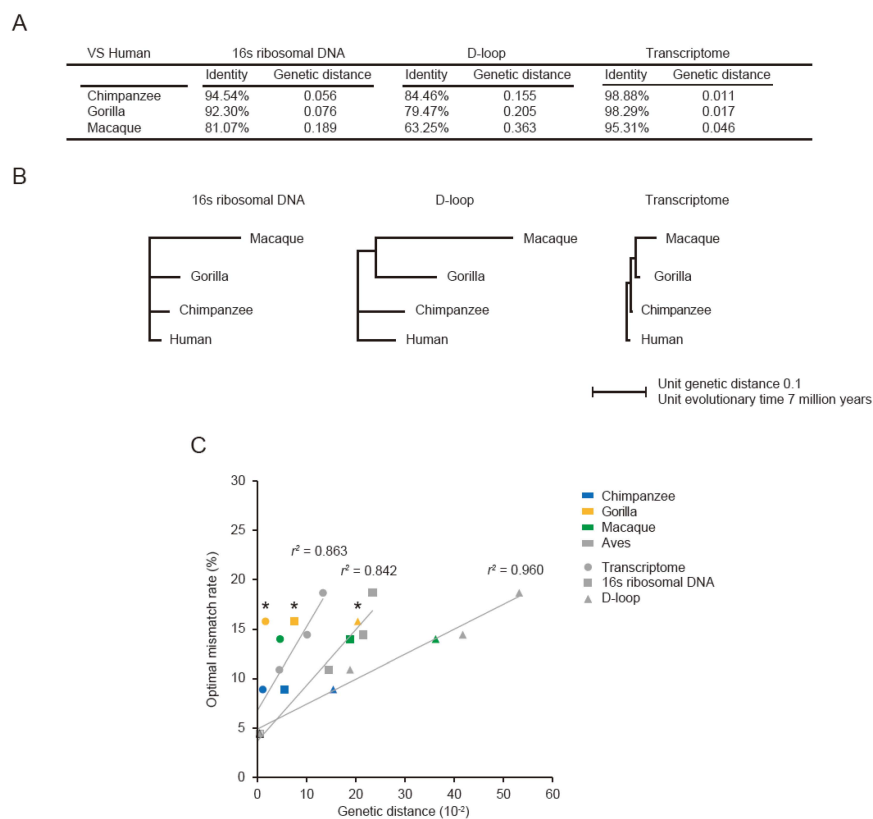 A
VS Human 16s ribosomal DNA D-loop Transcriptome
Identity Genetic distance Identity Genetic distance Identity Genetic distance
Chimpanzee 94.54% 0.056 84.46% 0.155 98.88% 0.011
Gorilla 92.30% 0.076 79.47% 0.205 98.29% 0.017
Macaque 81.07% 0.189 63.25% 0.363 95.31% 0.046
B
16s ribosomal DNA D-loop Transcriptome
Macaque Macaque Macaque
Gorilla Gorilla Gorilla
Chimpanzee Chimpanzee Chimpanzee
Human Human Human
Unit genetic distance 0.1
Unit evolutionary time 7 million years
C
Optimal mismatch rate (%)
30
25
20
15
10
5
0
r² = 0.863
r² = 0.842
r² = 0.960
* * *
Chimpanzee
Gorilla
Macaque
Aves
Transcriptome
16s ribosomal DNA
D-loop
0 10 20 30 40 50 60
Genetic distance (10⁻²)